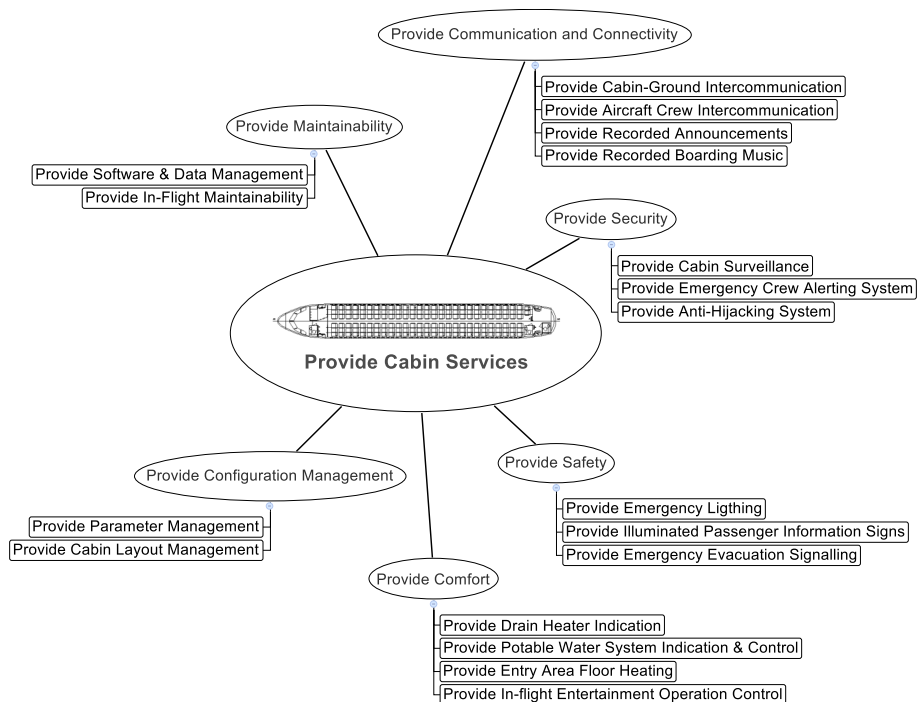 Provide Communication and Connectivity
Provide Cabin-Ground Intercommunication
Provide Aircraft Crew Intercommunication
Provide Recorded Announcements
Provide Recorded Boarding Music
Provide Maintainability
Provide Software & Data Management
Provide In-Flight Maintainability
Provide Security
Provide Cabin Surveillance
Provide Emergency Crew Alerting System
Provide Anti-Hijacking System
Provide Cabin Services
Provide Configuration Management
Provide Parameter Management
Provide Cabin Layout Management
Provide Safety
Provide Emergency Ligthing
Provide Illuminated Passenger Information Signs
Provide Emergency Evacuation Signalling
Provide Comfort
Provide Drain Heater Indication
Provide Potable Water System Indication & Control
Provide Entry Area Floor Heating
Provide In-flight Entertainment Operation Control